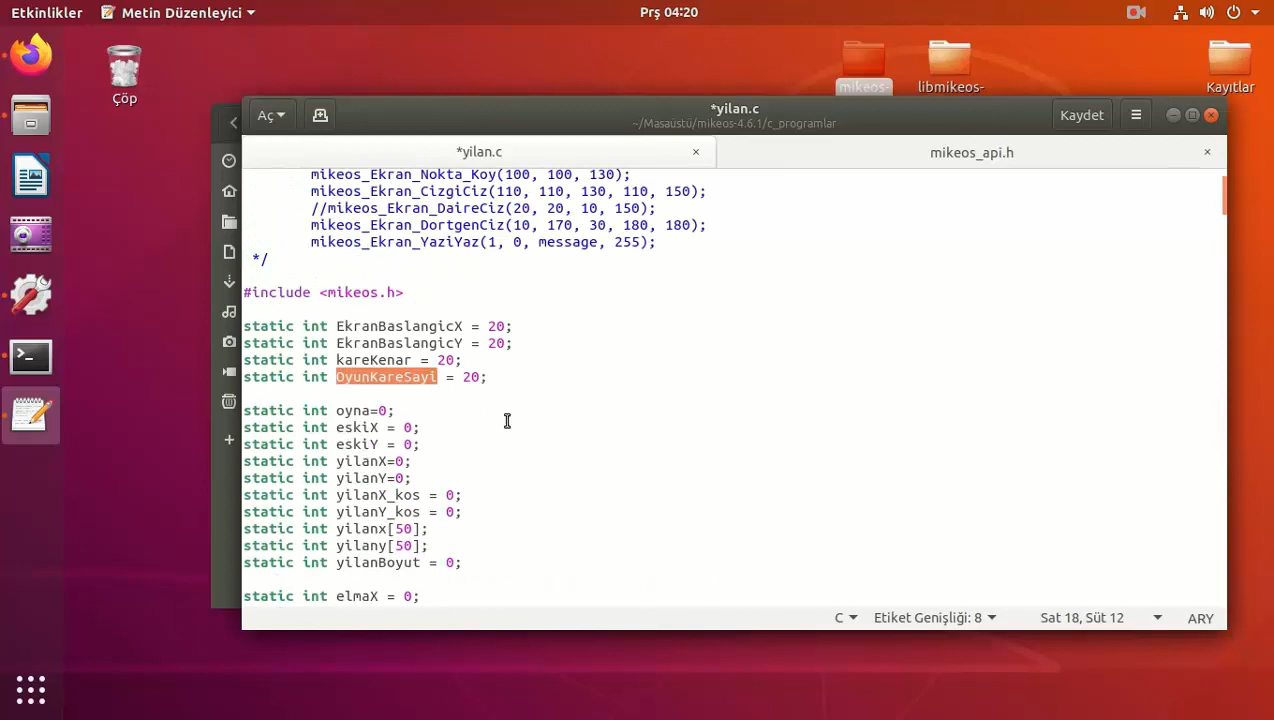 Etkinlikler
Metin Düzenleyici
Prş 04:20
Çöp
mikeos-
libmikeos-
Kayıtlar
Aç
*yilan.c
~/Masaüstü/mikeos-4.6.1/c_programlar
Kaydet
*yilan.c
mikeos_api.h
mikeos_Ekran_Nokta_Koy(100, 100, 130);
mikeos_Ekran_CizgiCiz(110, 110, 130, 110, 150);
//mikeos_Ekran_DaireCiz(20, 20, 10, 150);
mikeos_Ekran_DortgenCiz(10, 170, 30, 180, 180);
mikeos_Ekran_YaziYaz(1, 0, message, 255);
*/
#include <mikeos.h>
static int EkranBaslangicX = 20;
static int EkranBaslangicY = 20;
static int kareKenar = 20;
static int OyunKareSayi = 20;
static int oyna=0;
static int eskiX = 0;
static int eskiY = 0;
static int yilanX=0;
static int yilanY=0;
static int yilanX_kos = 0;
static int yilanY_kos = 0;
static int yilanx[50];
static int yilany[50];
static int yilanBoyut = 0;
static int elmaX = 0;
C
Etiket Genişliği: 8
Sat 18, Süt 12
ARY